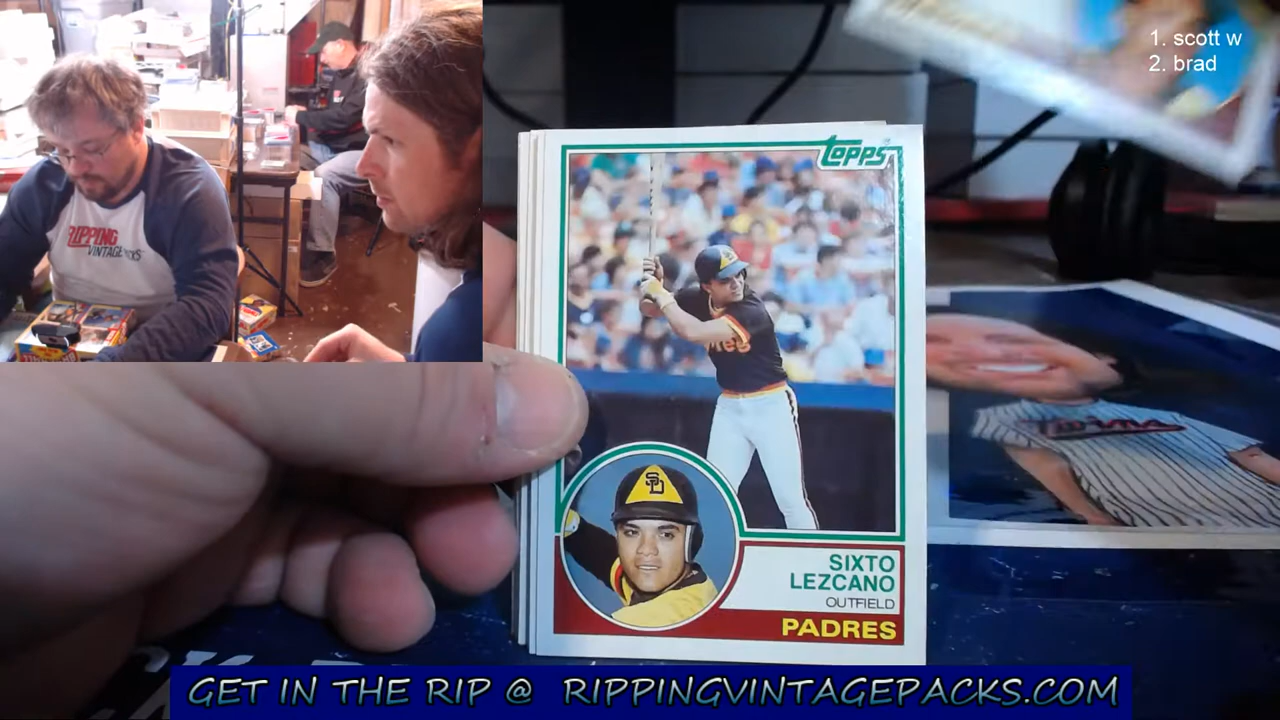 1. scott w
2. brad
RIPPING
VINTAGE PACKS
topps
SD
SIXTO
LEZCANO
OUTFIELD
PADRES
Twins
GET IN THE RIP @ RIPPINGVINTAGEPACKS.COM